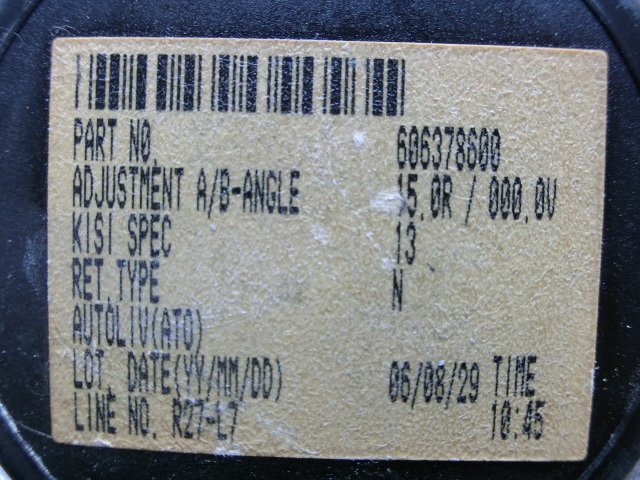 PART NO. 606378600
ADJUSTMENT A/B-ANGLE 15.0R / 000.0V
KISI SPEC 13
RET TYPE N
AUTOLIV(ATO)
LOT. DATE(YY/MM/DD) 06/08/29 TIME
LINE NO. R27-L7 10:45